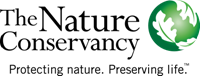 The Nature
Conservancy
Protecting nature. Preserving life.™